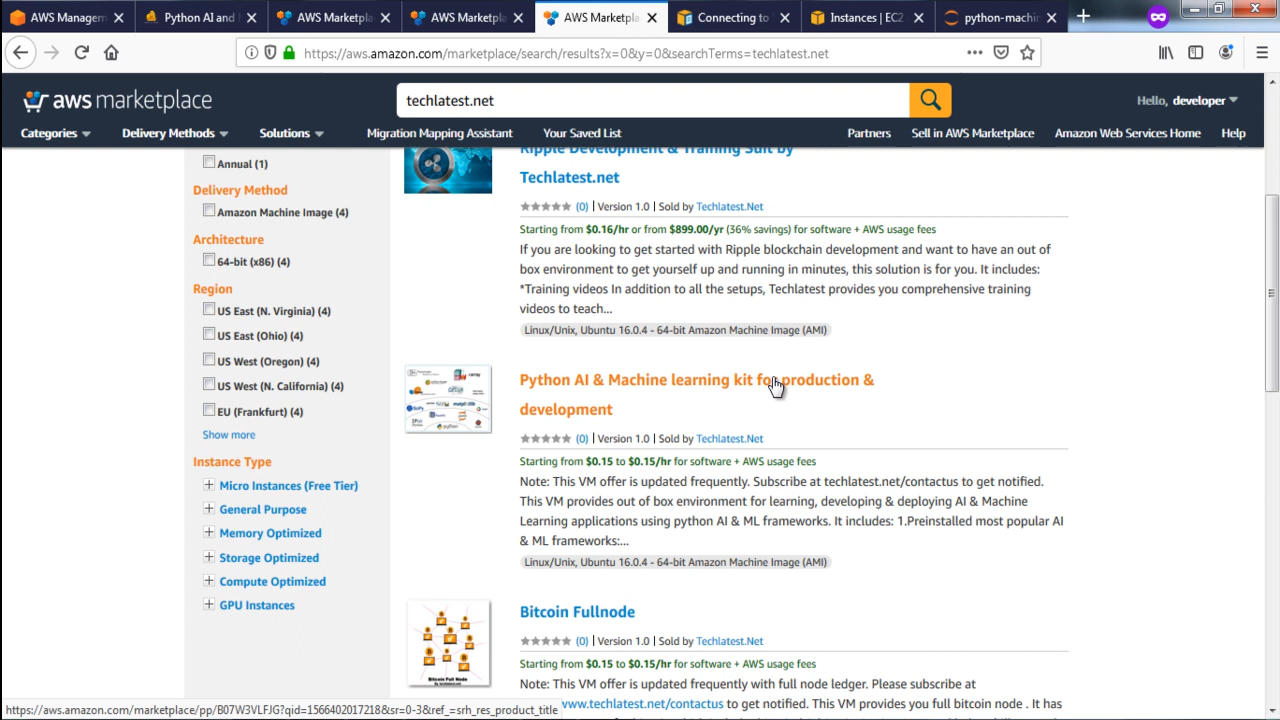 AWS Managem
Python AI and
AWS Marketpla
AWS Marketpla
AWS Marketpla
Connecting to
Instances | EC2
python-machin
https://aws.amazon.com/marketplace/search/results?x=0&y=0&searchTerms=techlatest.net
aws marketplace
techlatest.net
Hello, developer
Categories
Delivery Methods
Solutions
Migration Mapping Assistant
Your Saved List
Partners
Sell in AWS Marketplace
Amazon Web Services Home
Help
Annual (1)
Delivery Method
Amazon Machine Image (4)
Architecture
64-bit (x86) (4)
Region
US East (N. Virginia) (4)
US East (Ohio) (4)
US West (Oregon) (4)
US West (N. California) (4)
EU (Frankfurt) (4)
Show more
Instance Type
Micro Instances (Free Tier)
General Purpose
Memory Optimized
Storage Optimized
Compute Optimized
GPU Instances
Ripple Development & Training Suit by
Techlatest.net
(0) | Version 1.0 | Sold by Techlatest.Net
Starting from $0.16/hr or from $899.00/yr (36% savings) for software + AWS usage fees
If you are looking to get started with Ripple blockchain development and want to have an out of
box environment to get yourself up and running in minutes, this solution is for you. It includes:
*Training videos In addition to all the setups, Techlatest provides you comprehensive training
videos to teach...
Linux/Unix, Ubuntu 16.0.4 - 64-bit Amazon Machine Image (AMI)
Python AI & Machine learning kit for production &
development
(0) | Version 1.0 | Sold by Techlatest.Net
Starting from $0.15 to $0.15/hr for software + AWS usage fees
Note: This VM offer is updated frequently. Subscribe at techlatest.net/contactus to get notified.
This VM provides out of box environment for learning, developing & deploying AI & Machine
Learning applications using python AI & ML frameworks. It includes: 1.Preinstalled most popular AI
& ML frameworks:...
Linux/Unix, Ubuntu 16.0.4 - 64-bit Amazon Machine Image (AMI)
Bitcoin Full Node
By techlatest.net
Bitcoin Fullnode
(0) | Version 1.0 | Sold by Techlatest.Net
Starting from $0.15 to $0.15/hr for software + AWS usage fees
Note: This VM offer is updated frequently with full node ledger. Please subscribe at
www.techlatest.net/contactus to get notified. This VM provides you full bitcoin node . It has
https://aws.amazon.com/marketplace/pp/B07W3VLFJG?qid=1566402017218&sr=0-3&ref_=srh_res_product_title